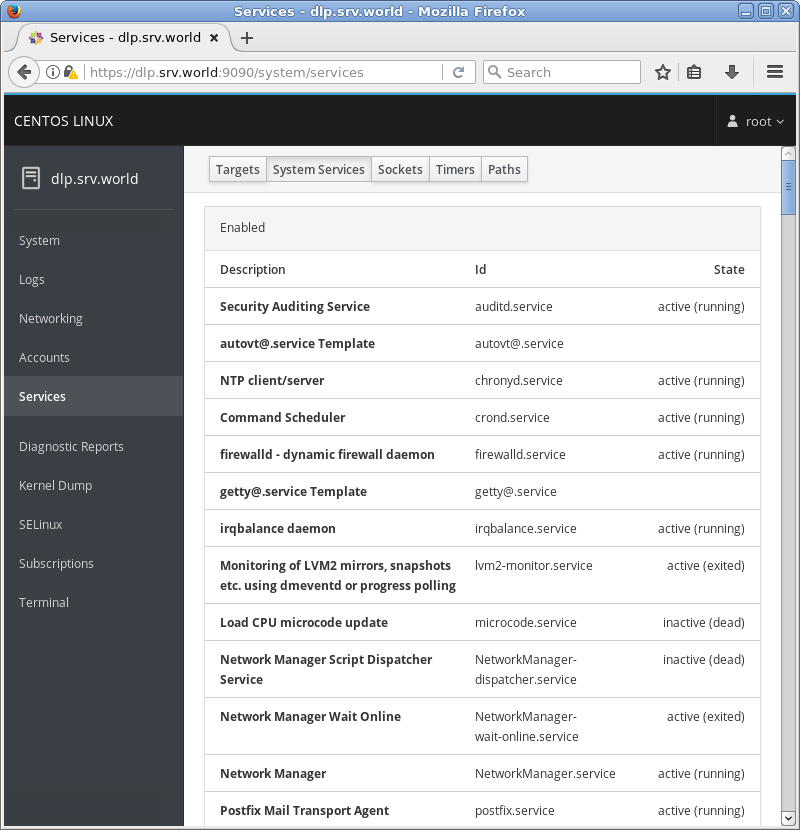 Services - dlp.srv.world - Mozilla Firefox
Services - dlp.srv.world
https://dlp.srv.world:9090/system/services
Search
CENTOS LINUX
root
dlp.srv.world
System
Logs
Networking
Accounts
Services
Diagnostic Reports
Kernel Dump
SELinux
Subscriptions
Terminal
Targets System Services Sockets Timers Paths
Enabled
Description Id State
Security Auditing Service auditd.service active (running)
autovt@.service Template autovt@.service
NTP client/server chronyd.service active (running)
Command Scheduler crond.service active (running)
firewalld - dynamic firewall daemon firewalld.service active (running)
getty@.service Template getty@.service
irqbalance daemon irqbalance.service active (running)
Monitoring of LVM2 mirrors, snapshots lvm2-monitor.service active (exited)
etc. using dmeventd or progress polling
Load CPU microcode update microcode.service inactive (dead)
Network Manager Script Dispatcher NetworkManager- inactive (dead)
Service dispatcher.service
Network Manager Wait Online NetworkManager- active (exited)
wait-online.service
Network Manager NetworkManager.service active (running)
Postfix Mail Transport Agent postfix.service active (running)